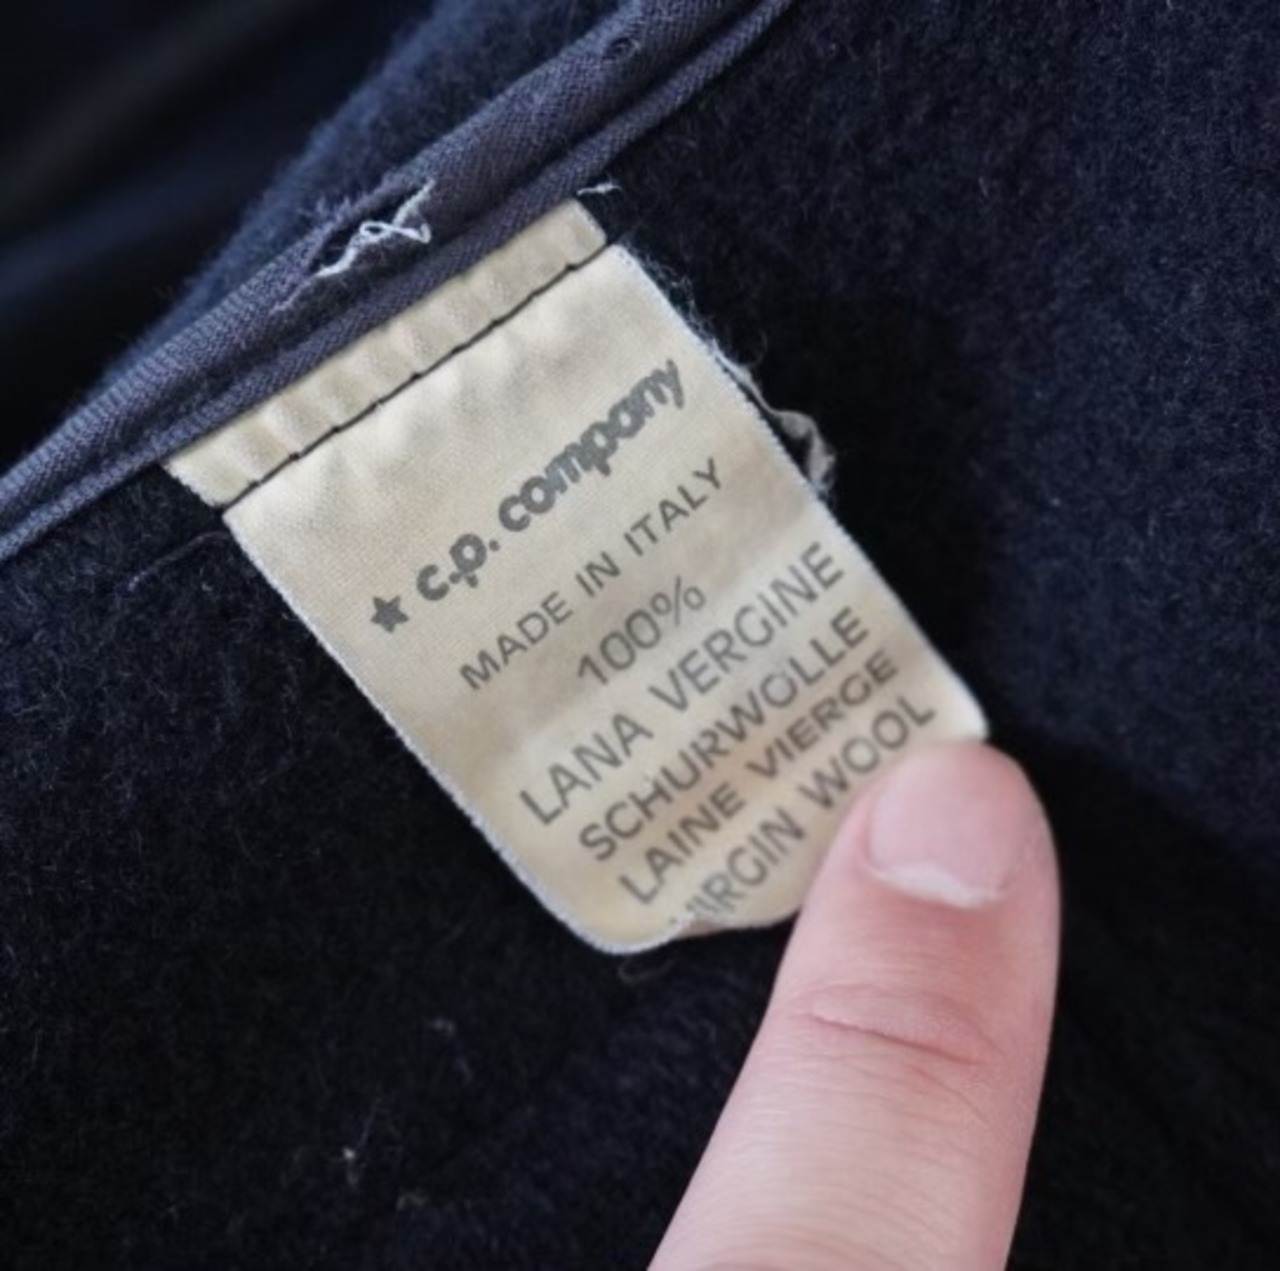 ★ c.p. company
MADE IN ITALY
100%
LANA VERGINE
SCHURWOLLE
LAINE VIERGE
VIRGIN WOOL